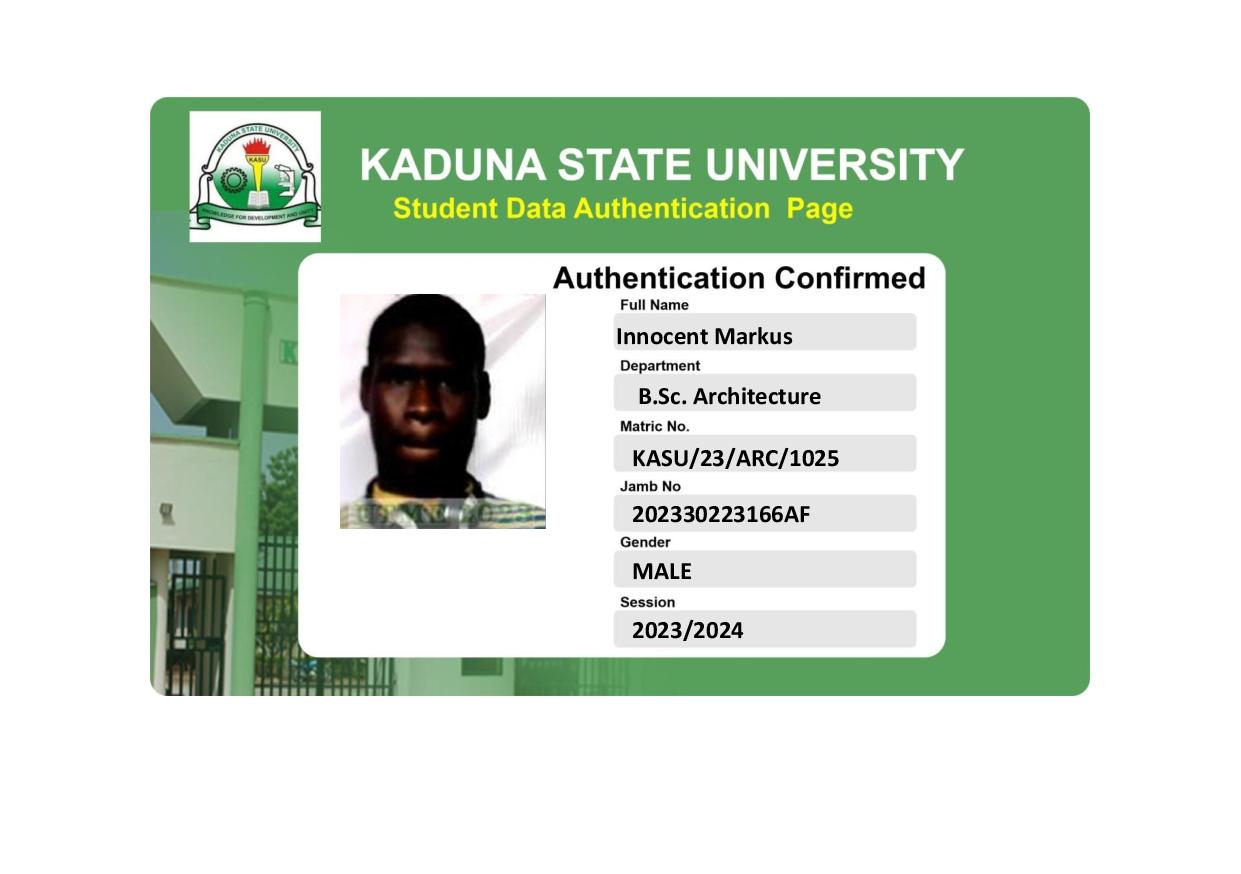 KADUNA STATE UNIVERSITY
KASU
KNOWLEDGE FOR DEVELOPMENT AND UNITY
KADUNA STATE UNIVERSITY
Student Data Authentication Page
Authentication Confirmed
Full Name
Innocent Markus
Department
B.Sc. Architecture
Matric No.
KASU/23/ARC/1025
Jamb No
202330223166AF
Gender
MALE
Session
2023/2024
UTME 2023